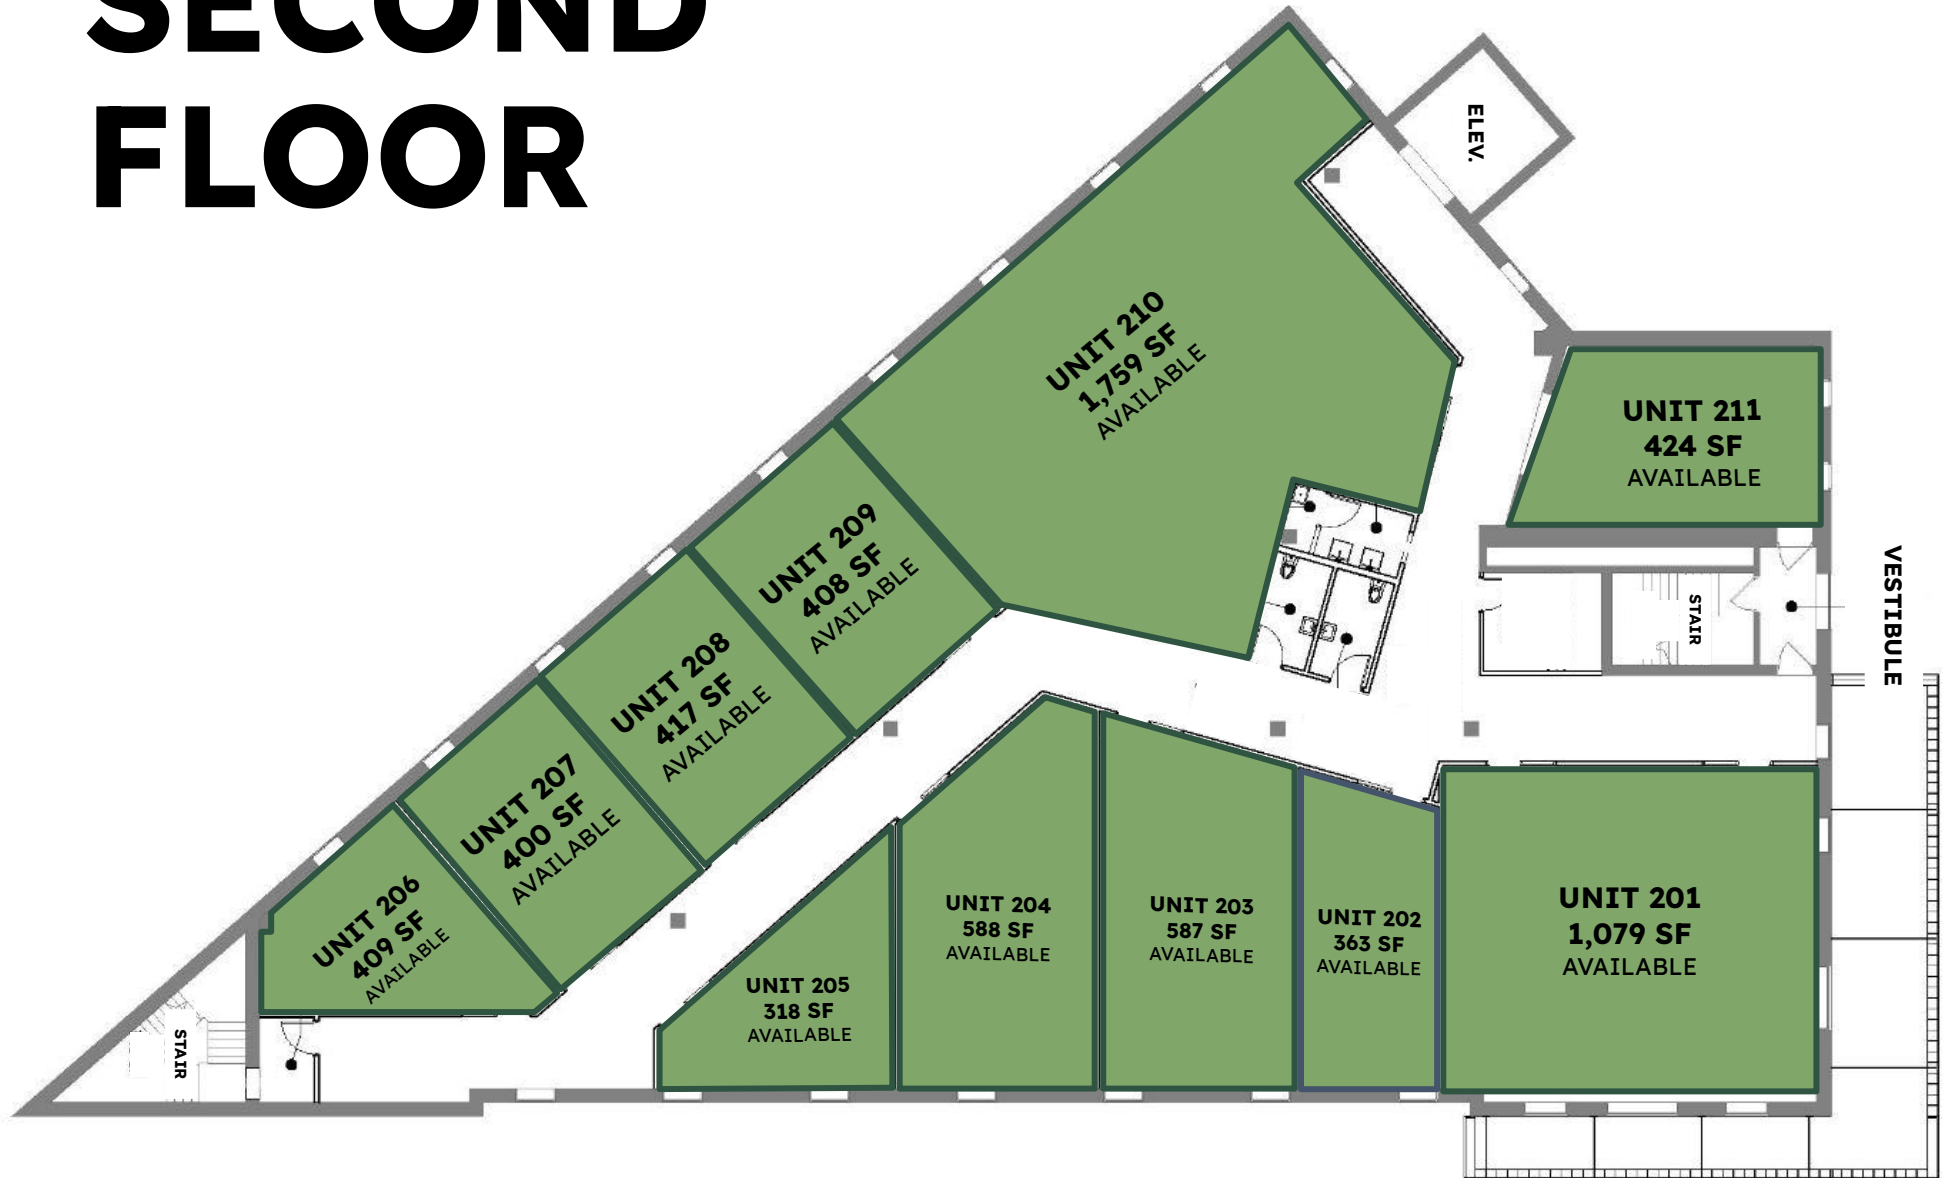 SECOND
FLOOR
ELEV.
UNIT 210
1,759 SF
AVAILABLE
UNIT 211
424 SF
AVAILABLE
UNIT 209
408 SF
AVAILABLE
VESTIBULE
STAIR
UNIT 208
417 SF
AVAILABLE
UNIT 207
400 SF
AVAILABLE
UNIT 206
409 SF
AVAILABLE
UNIT 205
318 SF
AVAILABLE
UNIT 204
588 SF
AVAILABLE
UNIT 203
587 SF
AVAILABLE
UNIT 202
363 SF
AVAILABLE
UNIT 201
1,079 SF
AVAILABLE
STAIR